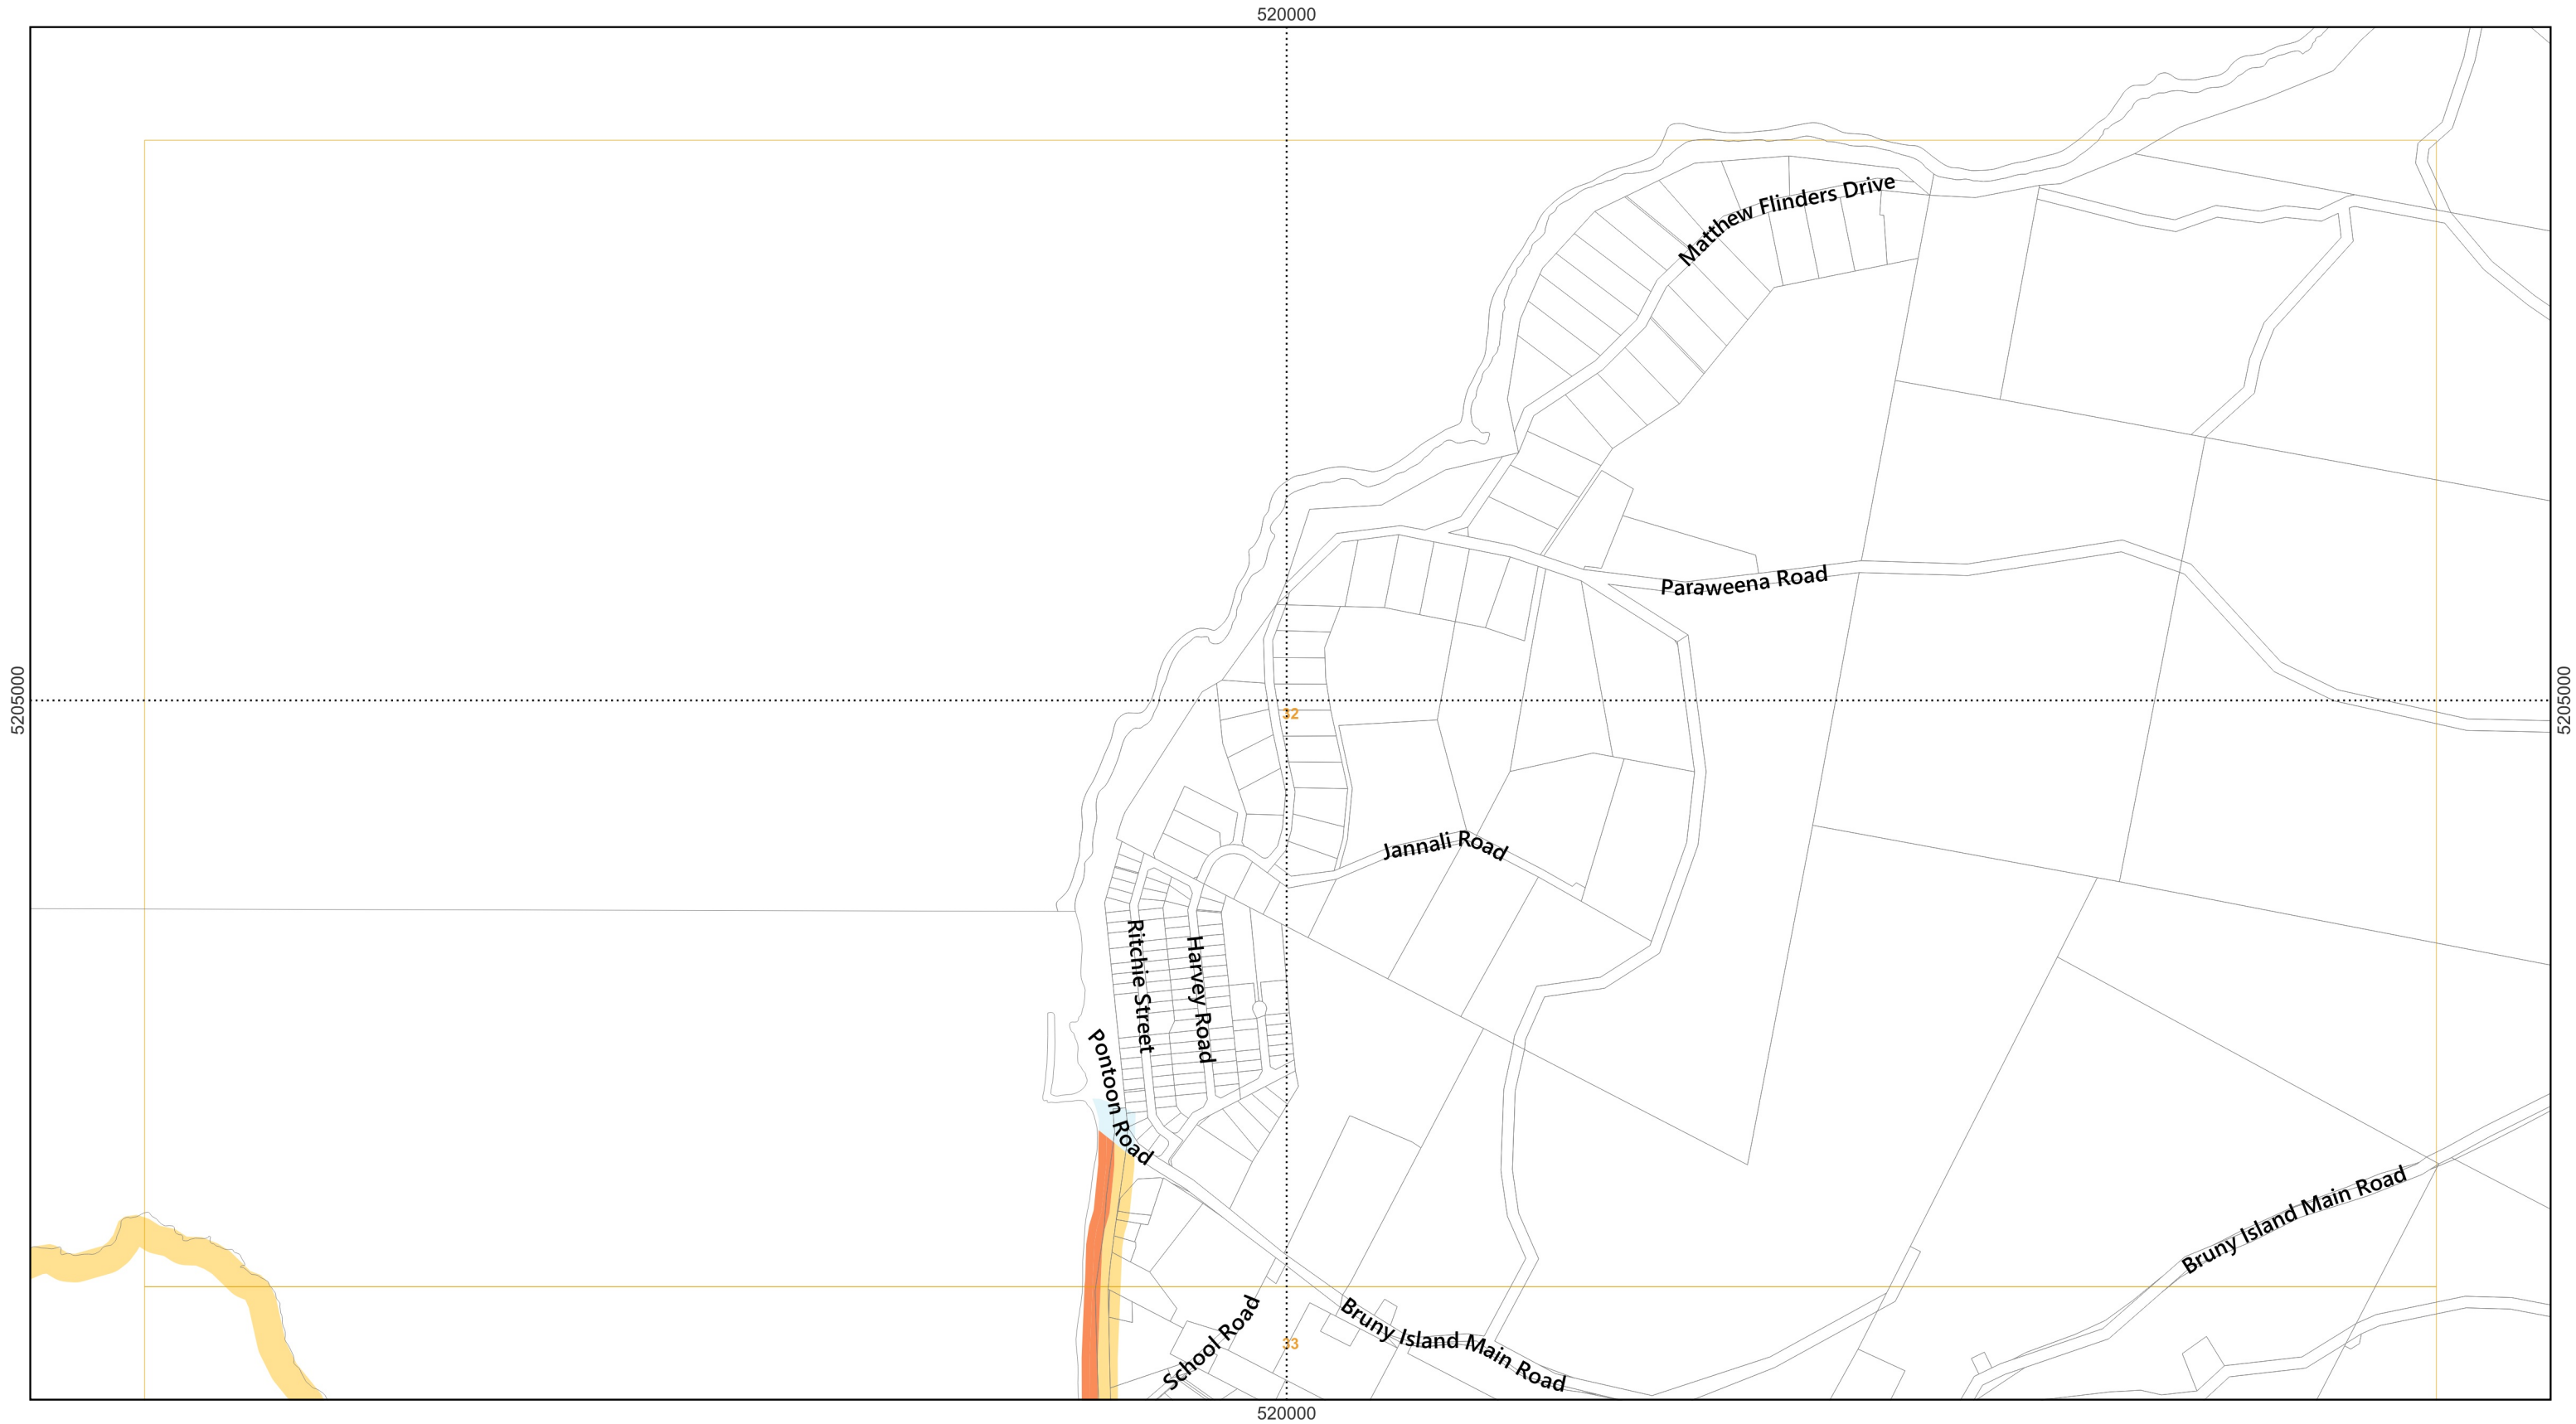 520000
Matthew Flinders Drive
Paraweena Road
5205000
5205000
32
Jannali Road
Ritchie Street
Harvey Road
Pontoon Road
Bruny Island Main Road
School Road
Bruny Island Main Road
33
520000